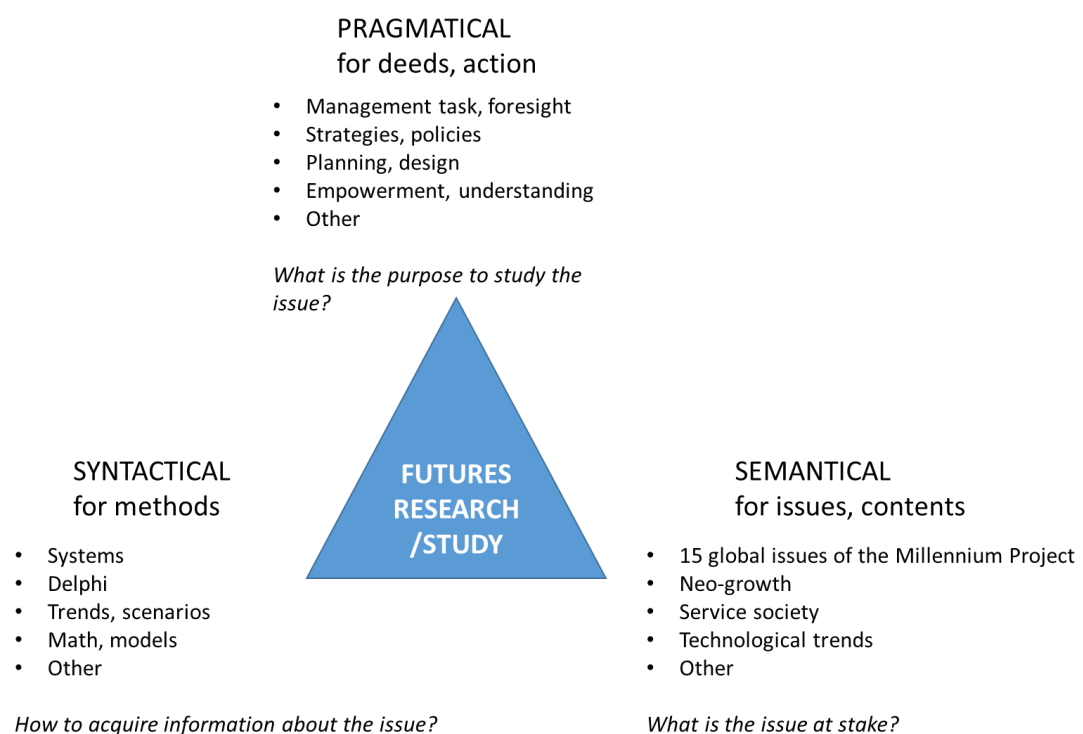 PRAGMATICAL
for deeds, action
• Management task, foresight
• Strategies, policies
• Planning, design
• Empowerment, understanding
• Other
What is the purpose to study the
issue?
SYNTACTICAL
for methods
• Systems
• Delphi
• Trends, scenarios
• Math, models
• Other
How to acquire information about the issue?
FUTURES
RESEARCH
/STUDY
SEMANTICAL
for issues, contents
• 15 global issues of the Millennium Project
• Neo-growth
• Service society
• Technological trends
• Other
What is the issue at stake?